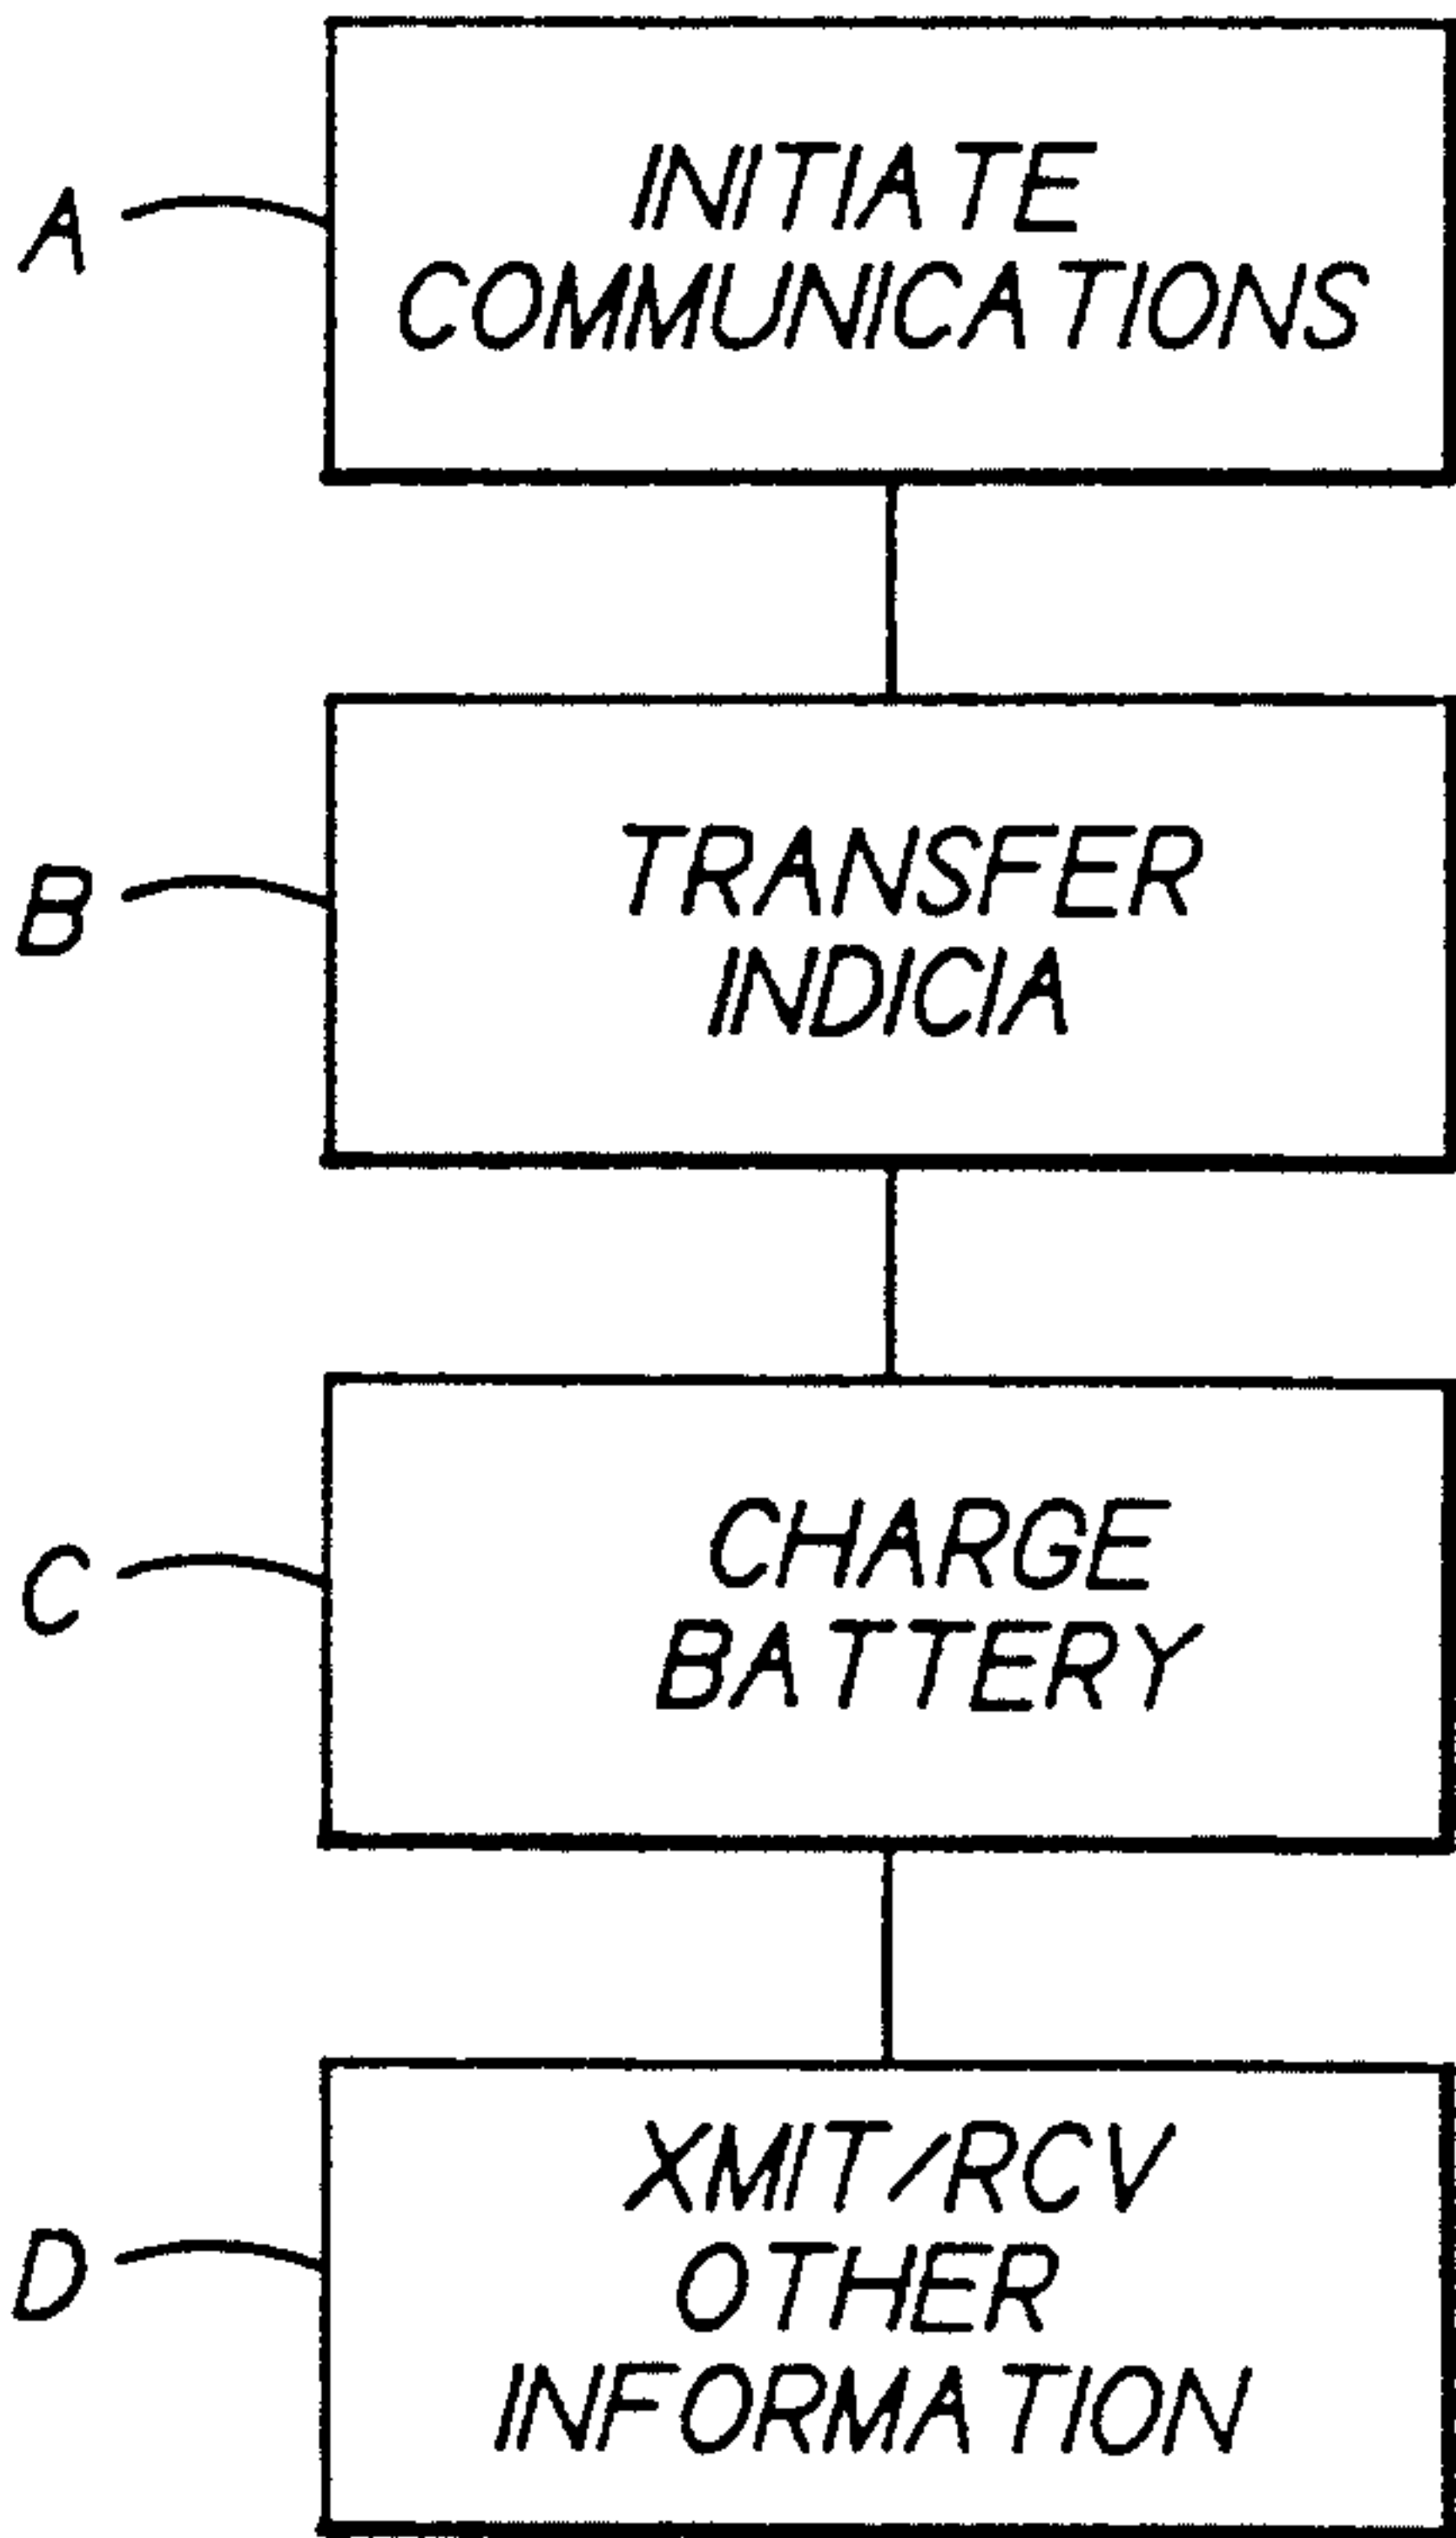 A
INITIATE
COMMUNICATIONS
B
TRANSFER
INDICIA
C
CHARGE
BATTERY
D
XMIT/RCV
OTHER
INFORMATION